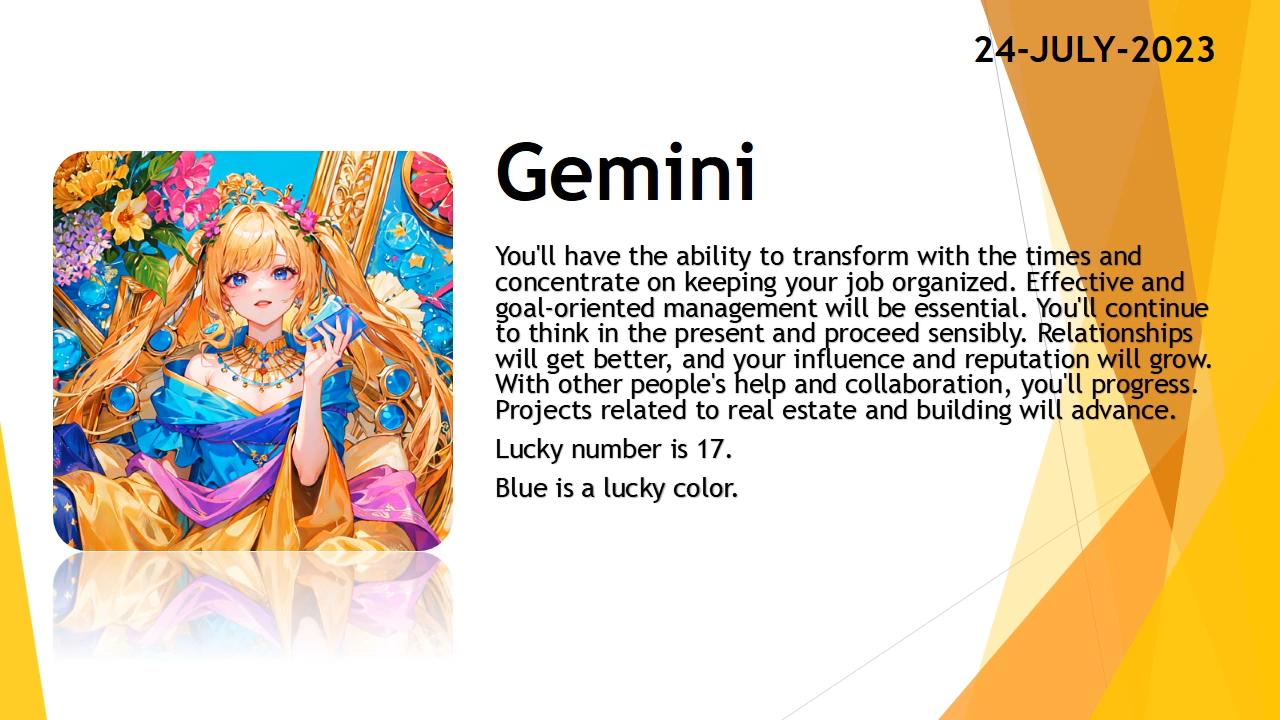 24-JULY-2023
Gemini
You'll have the ability to transform with the times and
concentrate on keeping your job organized. Effective and
goal-oriented management will be essential. You'll continue
to think in the present and proceed sensibly. Relationships
will get better, and your influence and reputation will grow.
With other people's help and collaboration, you'll progress.
Projects related to real estate and building will advance.
Lucky number is 17.
Blue is a lucky color.